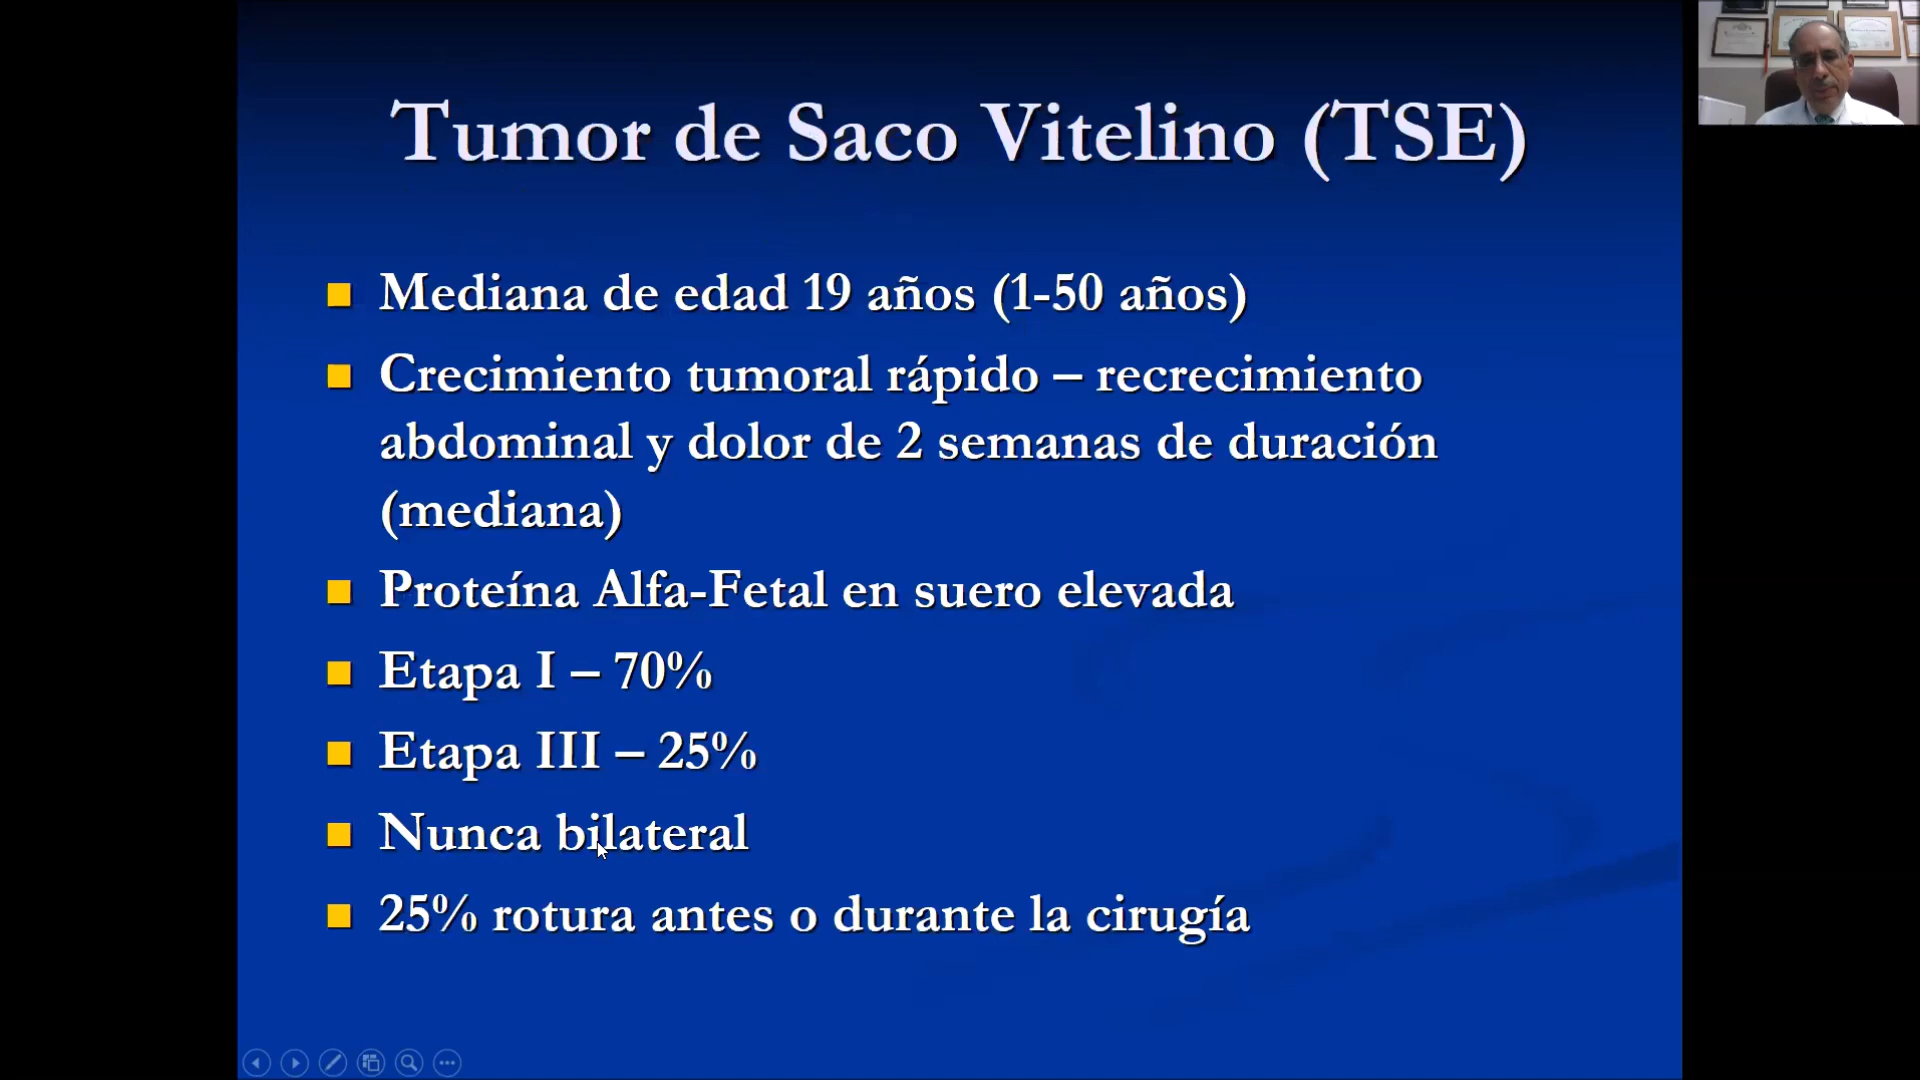 Tumor de Saco Vitelino (TSE)
Mediana de edad 19 años (1-50 años)
Crecimiento tumoral rápido – recrecimiento
abdominal y dolor de 2 semanas de duración
(mediana)
Proteína Alfa-Fetal en suero elevada
Etapa I – 70%
Etapa III – 25%
Nunca bilateral
25% rotura antes o durante la cirugía